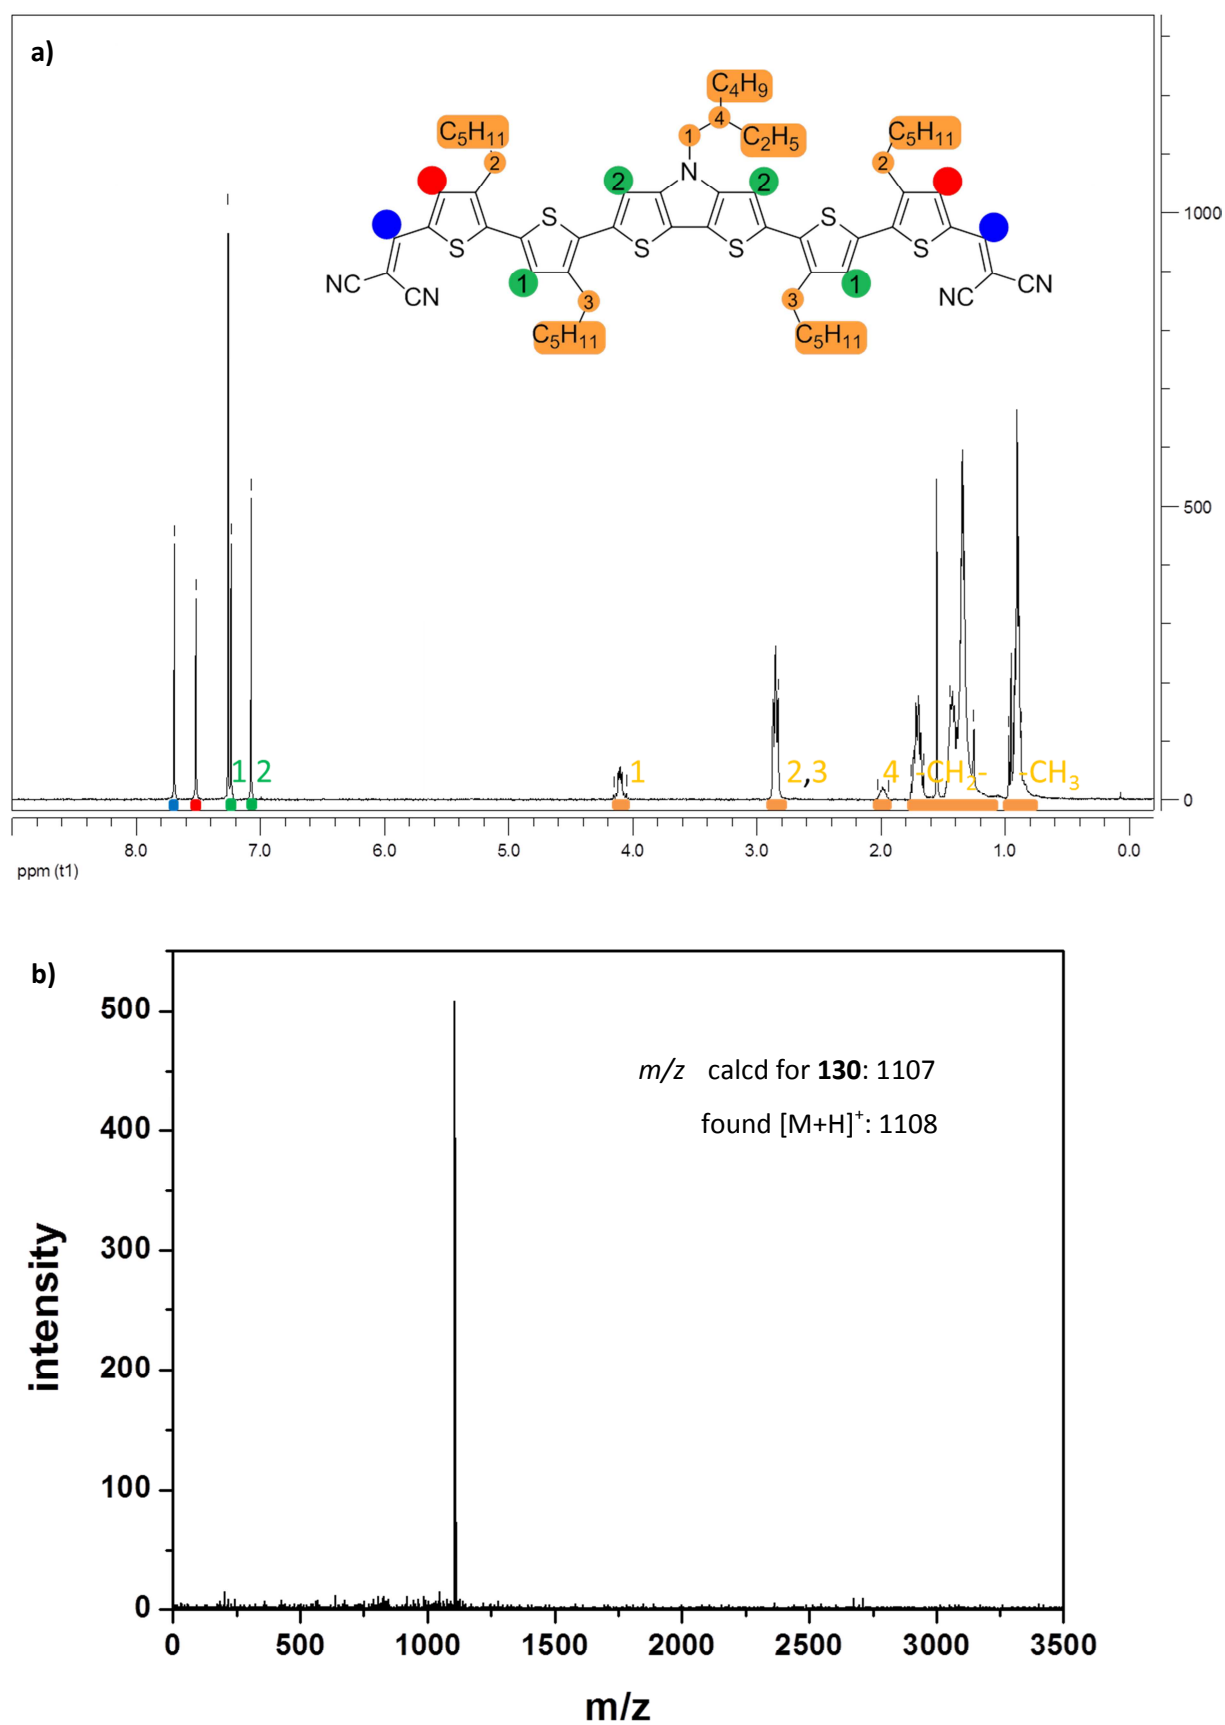 a)
C4H9
C5H11
4
C2H5
C5H11
1
2
N
2
2
2
S
S
S
S
S
S
NC
CN
1
3
3
1
NC
CN
C5H11
C5H11
1000
500
0
1 2
1
2,3
4
-CH2-
-CH3
8.0 7.0 6.0 5.0 4.0 3.0 2.0 1.0 0.0
ppm (t1)
b)
500
400
300
200
100
0
intensity
m/z calcd for 130: 1107
found [M+H]+: 1108
0 500 1000 1500 2000 2500 3000 3500
m/z